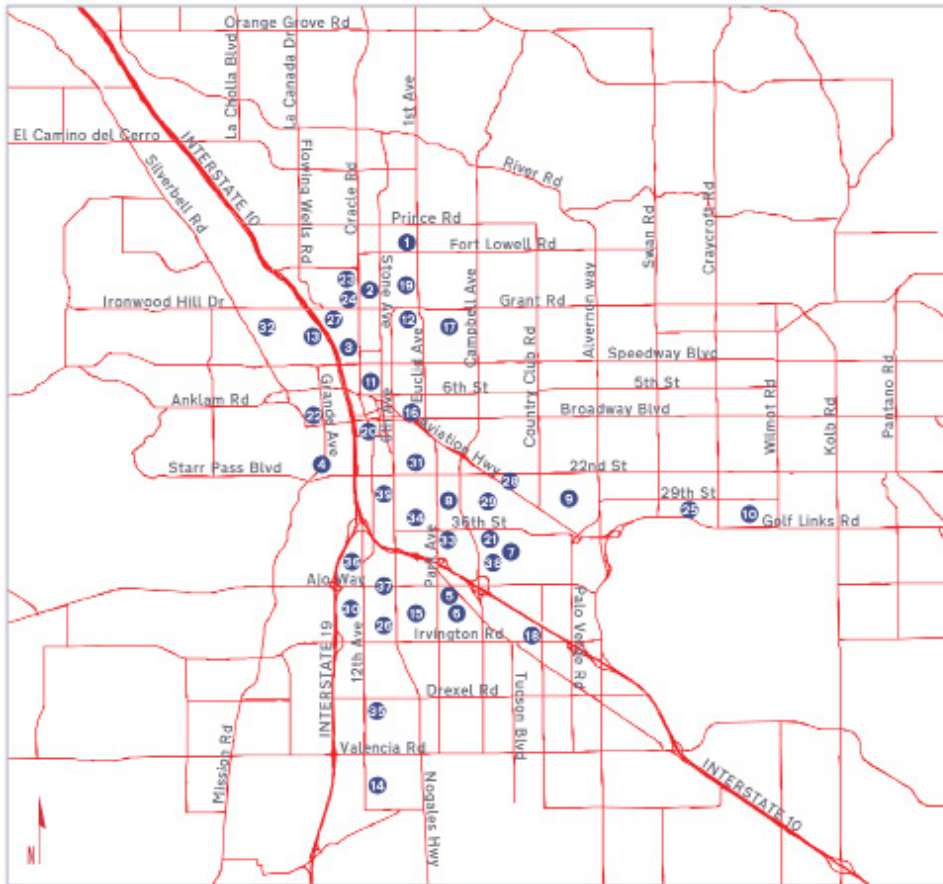 Orange Grove Rd
La Cholla Blvd
La Canada Dr
1st Ave
El Camino del Cerro
INTERSTATE 10
Silverbell Rd
Flowing Wells Rd
Oracle Rd
River Rd
Prince Rd
Fort Lowell Rd
Swan Rd
Craycroft Rd
1
Stone Ave
Campbell Ave
Alvernon way
23
2
19
24
Ironwood Hill Dr
Grant Rd
32
27
12
17
13
3
Euclid Ave
Country Club Rd
Speedway Blvd
11
6th St
5th St
Anklam Rd
Broadway Blvd
22
Grande Ave
16
6th Ave
20
Aviation Hwy
Wilmot Rd
Kolb Rd
Pantano Rd
Starr Pass Blvd
4
31
22nd St
28
39
8
29
9
29th St
25
10
Golf Links Rd
34
36th St
33
21
7
38
Park Ave
36
Ajo Way
37
5
30
15
6
26
Irvington Rd
18
Palo Verde Rd
INTERSTATE 19
12th Ave
Drexel Rd
Tucson Blvd
35
Mission Rd
Valencia Rd
14
Nogales Hwy
INTERSTATE 10
N